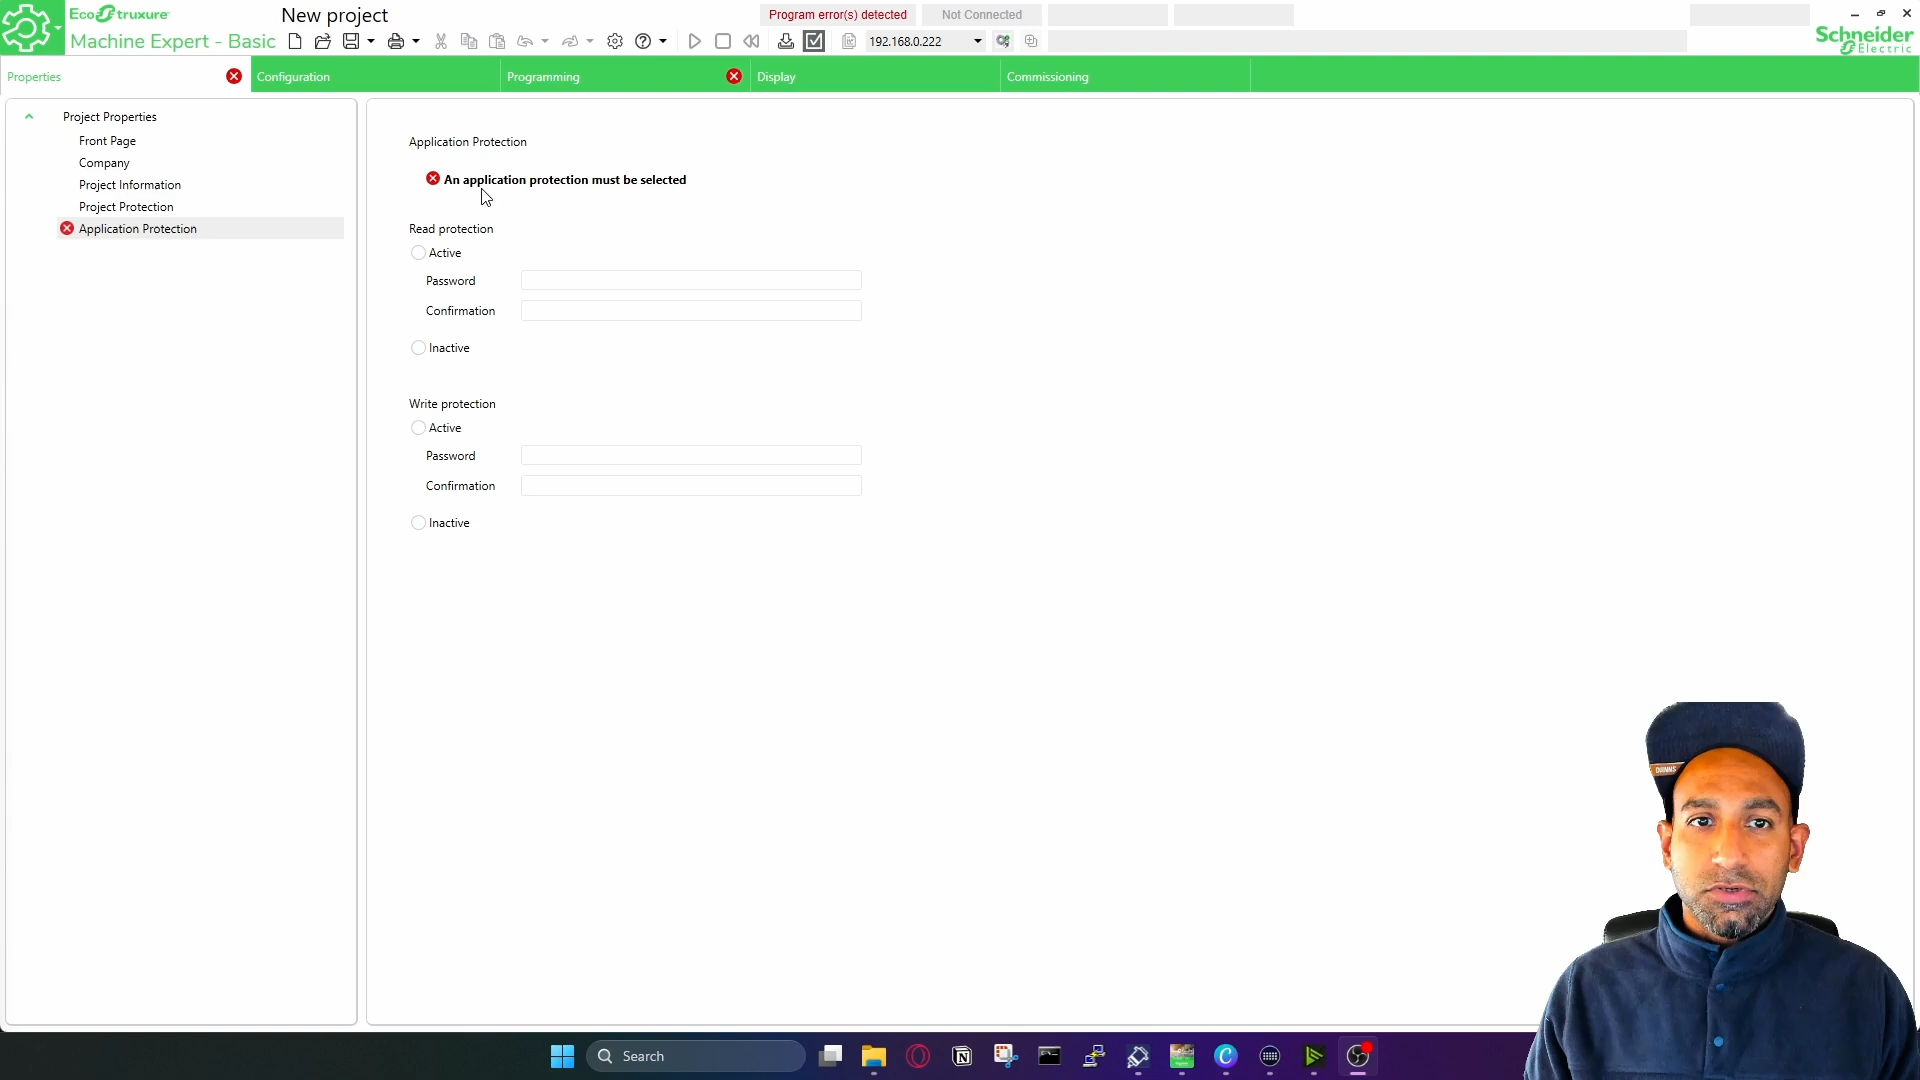 EcoStruxure
Machine Expert - Basic
New project
Program error(s) detected
Not Connected
192.168.0.222
Schneider
Electric
Properties
Configuration
Programming
Display
Commissioning
Project Properties
Front Page
Company
Project Information
Project Protection
Application Protection
Application Protection
An application protection must be selected
Read protection
Active
Password
Confirmation
Inactive
Write protection
Active
Password
Confirmation
Inactive
DJINNS
Search